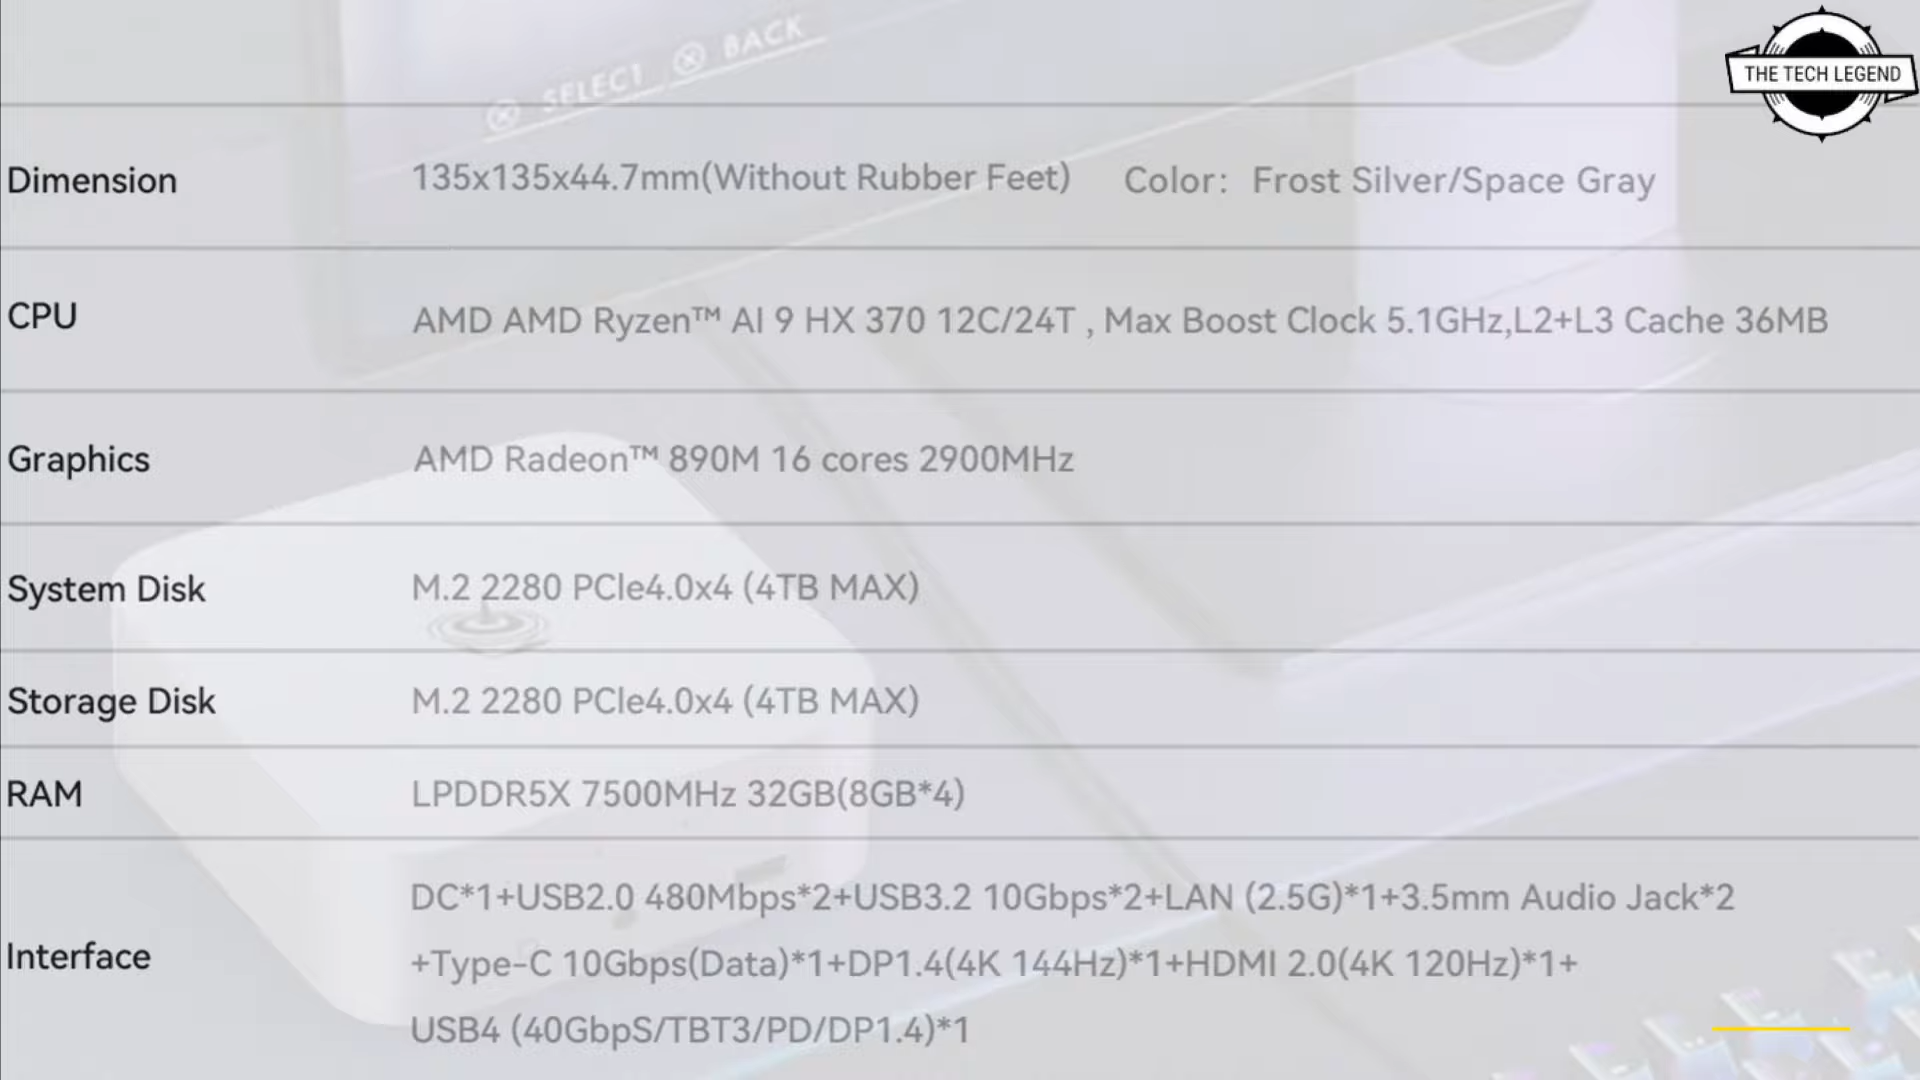 SELECT BACK
THE TECH LEGEND
Dimension 135x135x44.7mm(Without Rubber Feet) Color: Frost Silver/Space Gray
CPU AMD AMD Ryzen™ AI 9 HX 370 12C/24T , Max Boost Clock 5.1GHz,L2+L3 Cache 36MB
Graphics AMD Radeon™ 890M 16 cores 2900MHz
System Disk M.2 2280 PCle4.0x4 (4TB MAX)
Storage Disk M.2 2280 PCle4.0x4 (4TB MAX)
RAM LPDDR5X 7500MHz 32GB(8GB*4)
Interface DC*1+USB2.0 480Mbps*2+USB3.2 10Gbps*2+LAN (2.5G)*1+3.5mm Audio Jack*2
+Type-C 10Gbps(Data)*1+DP1.4(4K 144Hz)*1+HDMI 2.0(4K 120Hz)*1+
USB4 (40GbpS/TBT3/PD/DP1.4)*1